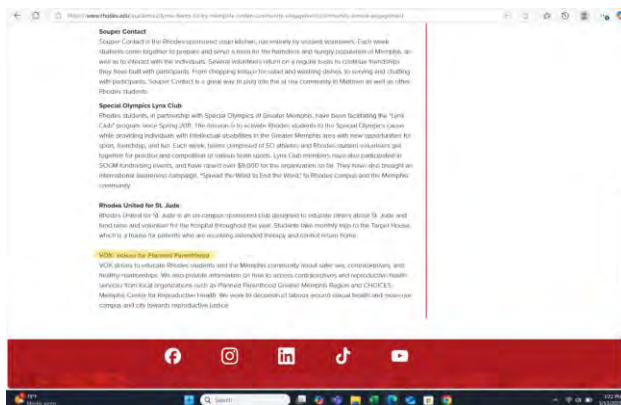 Souper Contact
Souper Contact is the Rhodes sponsored soup kitchen, run entirely by student volunteers. Each week
students come together to prepare and serve a meal for the homeless and hungry population of Memphis, as
well as to interact with the individuals. Several volunteers return on a regular basis to continue friendships
they have built with participants. From chopping lettuce for salad and washing dishes, to serving and chatting
with participants, Souper Contact is a great way to plug into the at risk community in Midtown as well as other
Rhodes students.
Special Olympics Lynx Club
Rhodes students, in partnership with Special Olympics of Greater Memphis, have been facilitating the "Lynx
Club" program since Spring 2011. The mission is to activate Rhodes students to the Special Olympics cause
while providing individuals with intellectual disabilities in the Greater Memphis area with new opportunities for
sport, friendship, and fun. Each week, teams composed of SO athletes and Rhodes student volunteers get
together for practice and competition in various team sports. Lynx Club members have also participated in
SOGM fundraising events, and have raised over $9,000 for the organization so far. They have also brought an
international awareness campaign, "Spread the Word to End the Word," to Rhodes campus and the Memphis
community.
Rhodes United for St. Jude
Rhodes United for St. Jude is an on-campus sponsored club designed to educate others about St. Jude and
fund raise and volunteer for the hospital throughout the year. Students take monthly trips to the Target House,
which is a house for patients who are receiving extended therapy and cannot return home.
VOX: Voices for Planned Parenthood
VOX strives to educate Rhodes students and the Memphis community about safer sex, contraceptives, and
healthy relationships. We also provide information on how to access contraceptives and reproductive health
services from local organizations such as Planned Parenthood Greater Memphis Region and CHOICES:
Memphis Center for Reproductive Health. We work to deconstruct taboos around sexual health and move our
campus and city towards reproductive justice.
Search